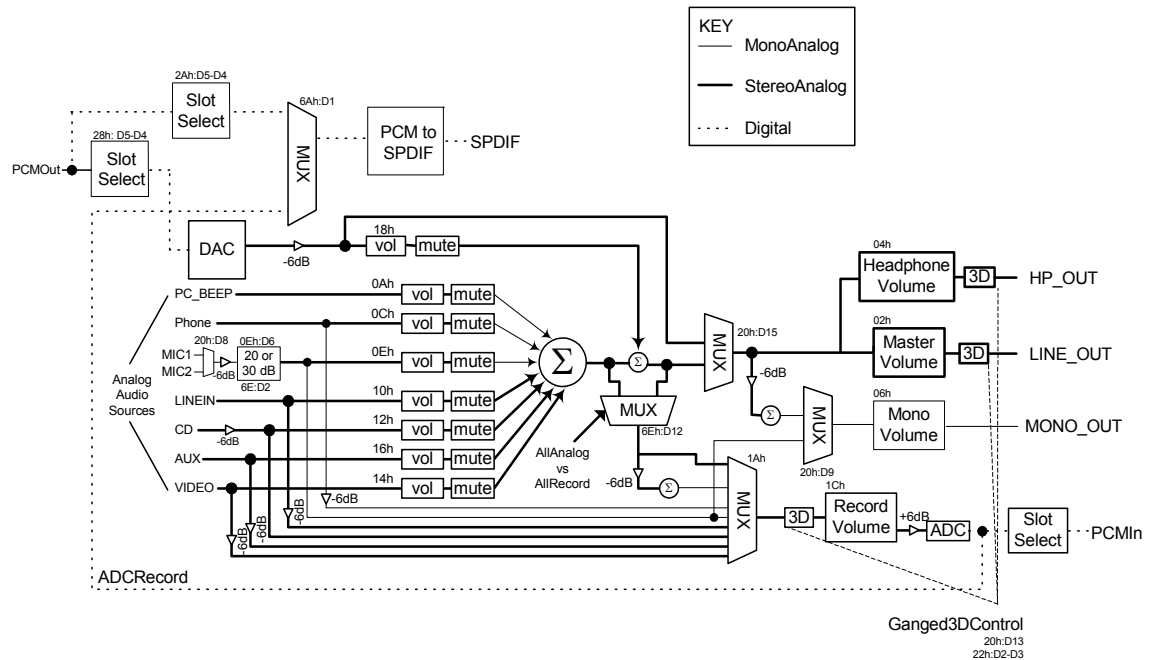 KEY
MonoAnalog
StereoAnalog
Digital
2Ah:D5-D4
Slot
Select
6Ah:D1
MUX
PCM to
SPDIF
SPDIF
28h: D5-D4
PCMOut
Slot
Select
DAC
-6dB
18h
vol
mute
04h
Headphone
Volume
3D
HP_OUT
PC_BEEP
0Ah
vol
mute
Phone
0Ch
vol
mute
20h:D8
0Eh:D6
MIC1
MIC2
-6dB
20 or
30 dB
6E:D2
0Eh
vol
mute
Σ
Σ
MUX
20h:D15
02h
Master
Volume
3D
LINE_OUT
Analog
Audio
Sources
LINEIN
10h
vol
mute
MUX
6Eh:D12
-6dB
Σ
MUX
20h:D9
06h
Mono
Volume
MONO_OUT
CD
-6dB
12h
vol
mute
AUX
16h
vol
mute
AllAnalog
vs
AllRecord
VIDEO
14h
vol
mute
-6dB
-6dB
-6dB
-6dB
-6dB
Σ
1Ah
MUX
3D
1Ch
Record
Volume
+6dB
ADC
Slot
Select
PCMIn
ADCRecord
Ganged3DControl
20h:D13
22h:D2-D3